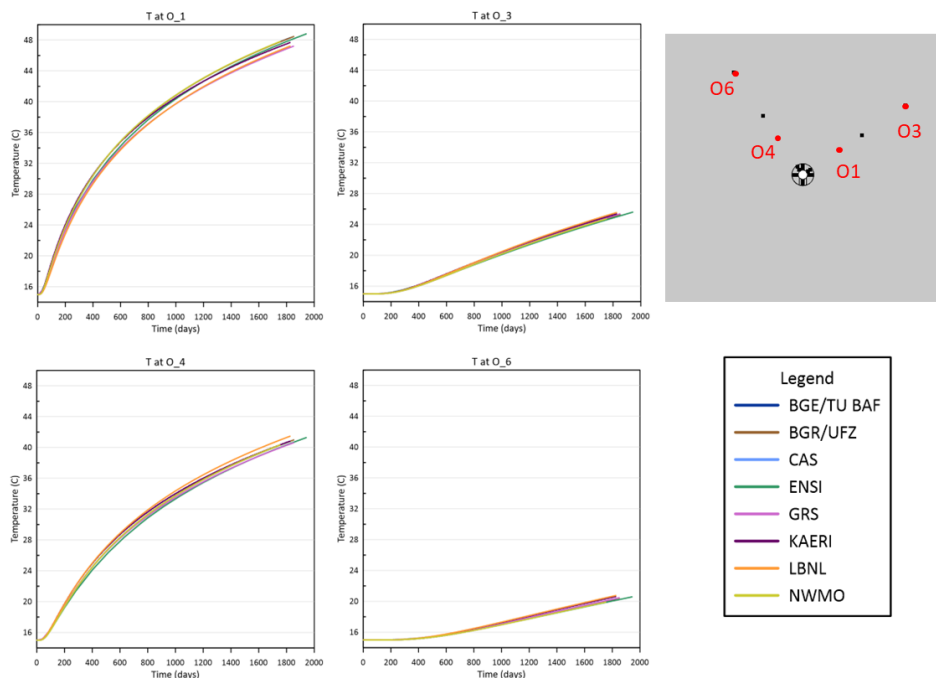 T at O_1
48
44
40
36
32
28
24
20
16
Temperature (C)
0 200 400 600 800 1000 1200 1400 1600 1800 2000
Time (days)
T at O_3
48
44
40
36
32
28
24
20
16
Temperature (C)
0 200 400 600 800 1000 1200 1400 1600 1800 2000
Time (days)
O6
O3
O4
O1
T at O_4
48
44
40
36
32
28
24
20
16
Temperature (C)
0 200 400 600 800 1000 1200 1400 1600 1800 2000
Time (days)
T at O_6
48
44
40
36
32
28
24
20
16
Temperature (C)
0 200 400 600 800 1000 1200 1400 1600 1800 2000
Time (days)
Legend
BGE/TU BAF
BGR/UFZ
CAS
ENSI
GRS
KAERI
LBNL
NWMO